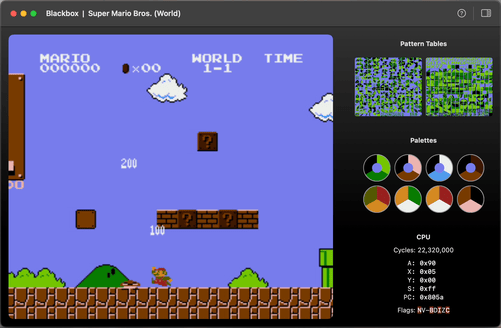 Blackbox | Super Mario Bros. (World)
?
MARIO WORLD TIME
000000 ×00 1-1
?
200
? ?
100
Pattern Tables
Palettes
CPU
Cycles: 22,320,000
A: 0x90
X: 0x05
Y: 0x00
S: 0xff
PC: 0x805a
Flags: NV-BDIZC